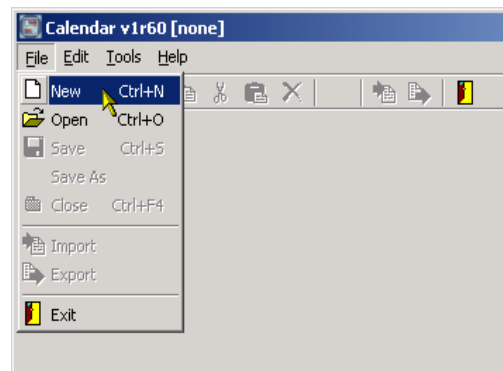 Calendar v1r60 [none]
File Edit Tools Help
New Ctrl+N
Open Ctrl+O
Save Ctrl+S
Save As
Close Ctrl+F4
Import
Export
Exit